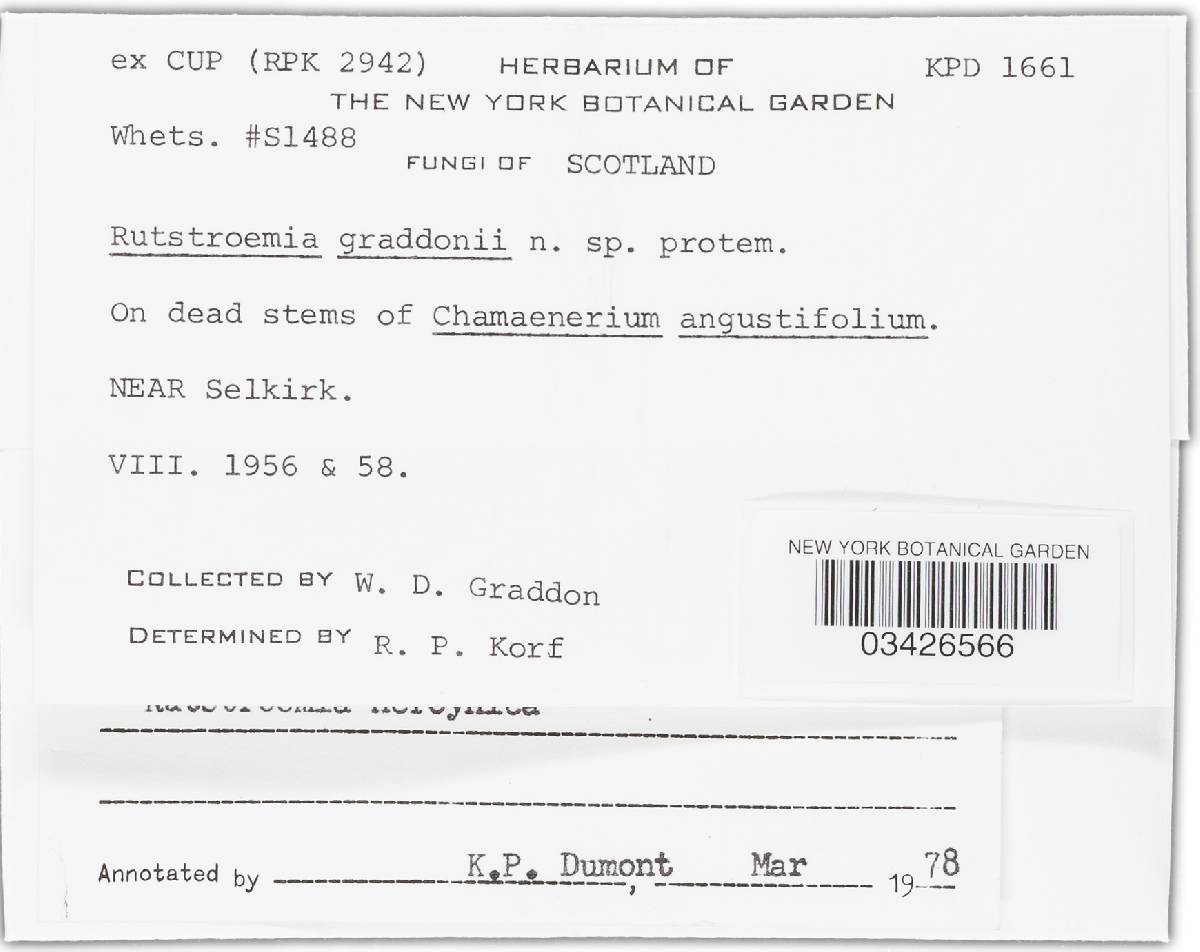 ex CUP (RPK 2942) HERBARIUM OF KPD 1661
THE NEW YORK BOTANICAL GARDEN
Whets. #S1488
FUNGI OF SCOTLAND
Rutstroemia graddonii n. sp. protem.
On dead stems of Chamaenerium angustifolium.
NEAR Selkirk.
VIII. 1956 & 58.
COLLECTED BY W. D. Graddon
DETERMINED BY R. P. Korf
NEW YORK BOTANICAL GARDEN
03426566
Rutstroemia hercynica
Annotated by K.P. Dumont, Mar 1978